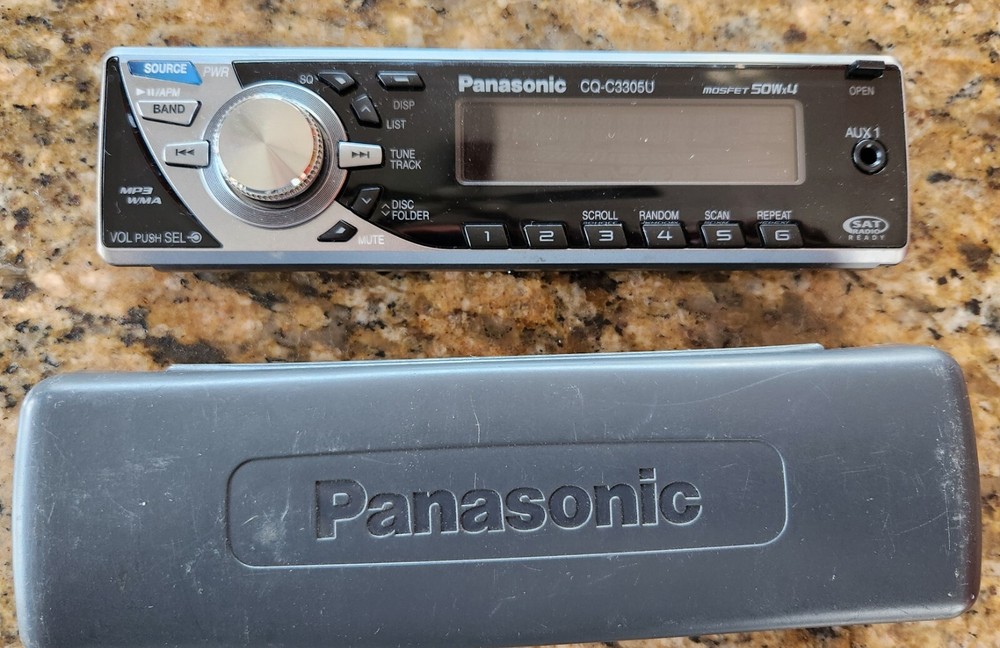 SOURCE PWR
▶II/APM
BAND
MP3
WMA
VOL PUSH SEL
SQ
DISP
LIST
TUNE
TRACK
DISC
FOLDER
MUTE
Panasonic CQ-C3305U MOSFET 50Wx4
OPEN
AUX 1
SCROLL RANDOM SCAN REPEAT
1 2 3 4 5 6
SAT
RADIO
READY
Panasonic